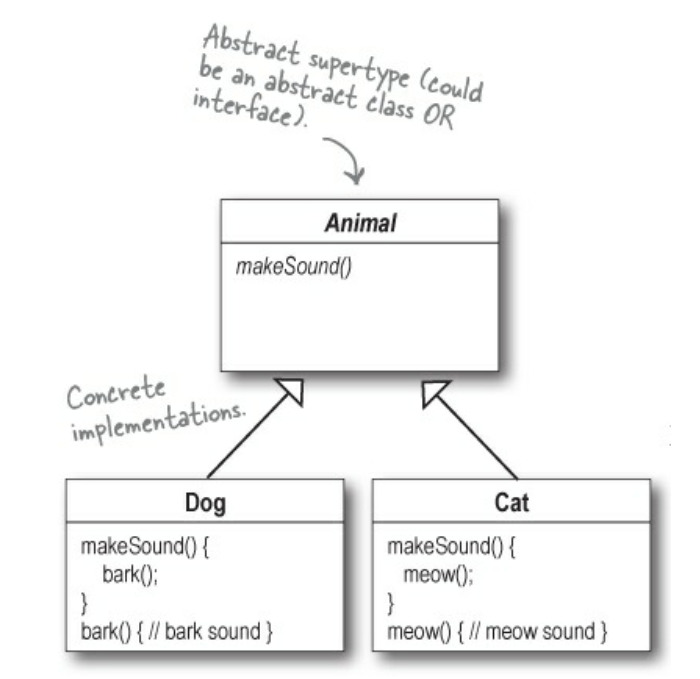 Abstract supertype (could
be an abstract class OR
interface).
Animal
makeSound()
Concrete
implementations.
Dog
makeSound() {
bark();
}
bark() { // bark sound }
Cat
makeSound() {
meow();
}
meow() { // meow sound }